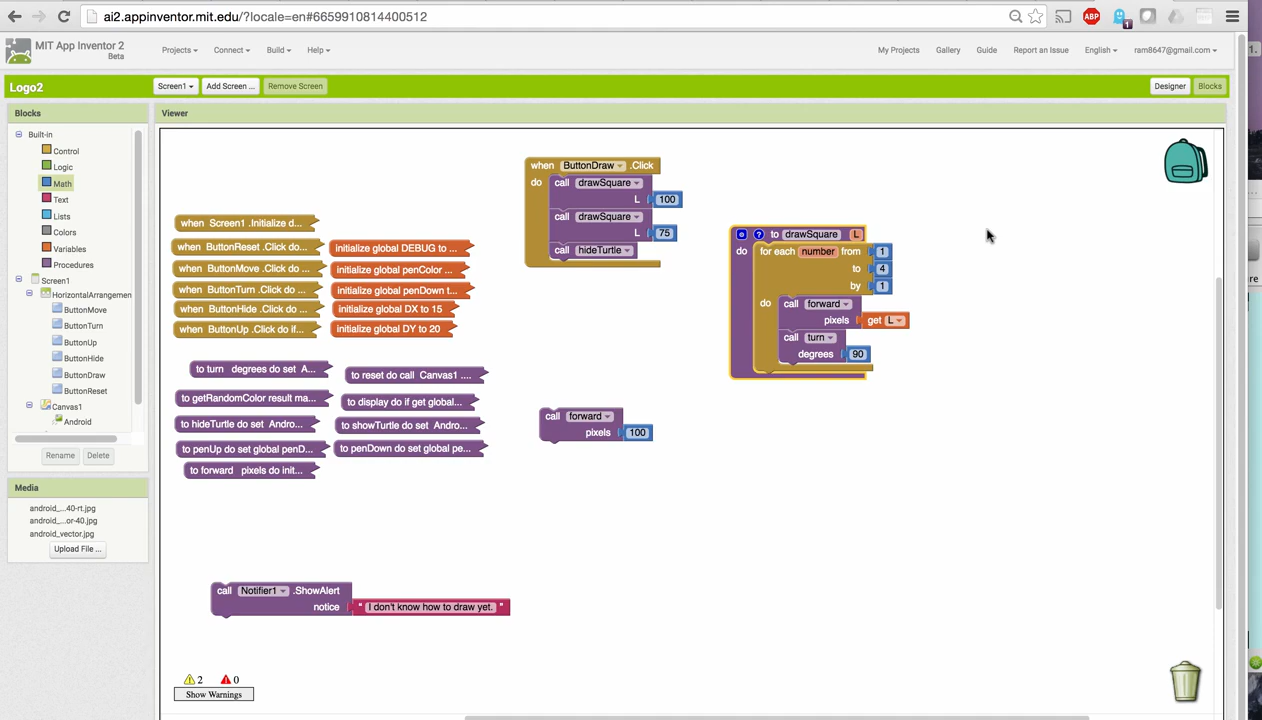 ai2.appinventor.mit.edu/?locale=en#6659910814400512
ABP
1
MIT App Inventor 2
Beta
Projects
Connect
Build
Help
My Projects
Gallery
Guide
Report an Issue
English
ram8647@gmail.com
Logo2
Screen1
Add Screen ...
Remove Screen
Designer
Blocks
Blocks
Viewer
Built-in
Control
Logic
Math
Text
Lists
Colors
Variables
Procedures
Screen1
HorizontalArrangemen
ButtonMove
ButtonTurn
ButtonUp
ButtonHide
ButtonDraw
ButtonReset
Canvas1
Android
Rename
Delete
Media
android_...40-rt.jpg
android_...or-40.jpg
android_vector.jpg
Upload File ...
when Screen1 .Initialize d...
when ButtonReset .Click do...
when ButtonMove .Click do ...
when ButtonTurn .Click do ...
when ButtonHide .Click do ...
when ButtonUp .Click do if...
initialize global DEBUG to ...
initialize global penColor ...
initialize global penDown t...
initialize global DX to 15
initialize global DY to 20
to turn degrees do set A...
to reset do call Canvas1 ....
to getRandomColor result ma...
to display do if get global...
to hideTurtle do set Andro...
to showTurtle do set Andro...
to penUp do set global penD...
to penDown do set global pe...
to forward pixels do init...
when ButtonDraw .Click
do call drawSquare
L 100
call drawSquare
L 75
call hideTurtle
to drawSquare L
do for each number from 1
to 4
by 1
do call forward
pixels get L
call turn
degrees 90
call forward
pixels 100
call Notifier1 .ShowAlert
notice " I don't know how to draw yet. "
2
0
Show Warnings